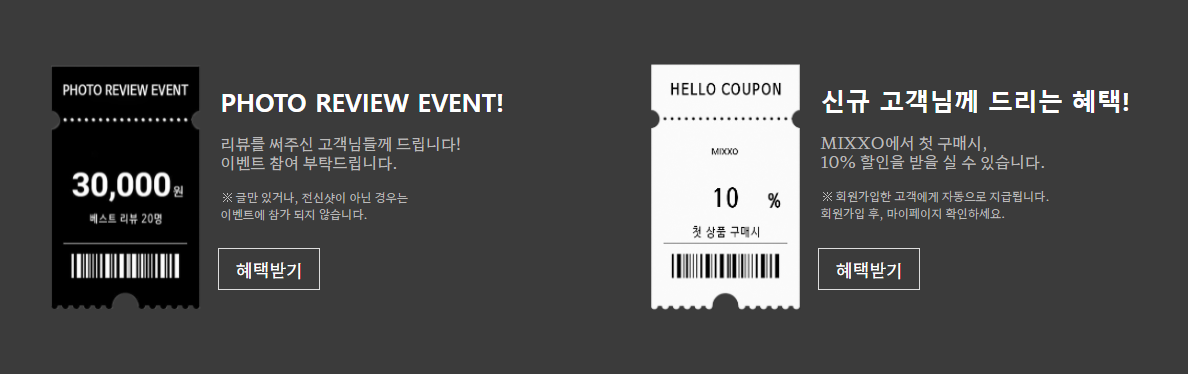 PHOTO REVIEW EVENT
30,000원
베스트 리뷰 20명
PHOTO REVIEW EVENT!
리뷰를 써주신 고객님들께 드립니다!
이벤트 참여 부탁드립니다.
※ 글만 있거나, 전신샷이 아닌 경우는
이벤트에 참가 되지 않습니다.
혜택받기
HELLO COUPON
MIXXO
10 %
첫 상품 구매시
신규 고객님께 드리는 혜택!
MIXXO에서 첫 구매시,
10% 할인을 받을 실 수 있습니다.
※ 회원가입한 고객에게 자동으로 지급됩니다.
회원가입 후, 마이페이지 확인하세요.
혜택받기